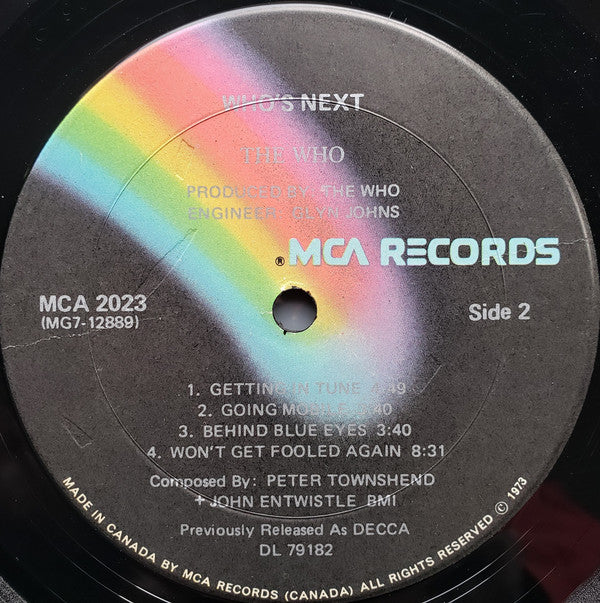 WHO'S NEXT
THE WHO
PRODUCED BY: THE WHO
ENGINEER: GLYN JOHNS
® MCA RECORDS
MCA 2023
(MG7-12889)
Side 2
1. GETTING IN TUNE 4:49
2. GOING
3. BEHIND BLUE EYES 3:40
4. WON'T GET FOOLED AGAIN 8:31
Composed By: PETER TOWNSHEND
+ JOHN ENTWISTLE BMI
Previously Released As DECCA
DL 79182
MADE IN CANADA BY MCA RECORDS (CANADA) ALL RIGHTS RESERVED © 1973